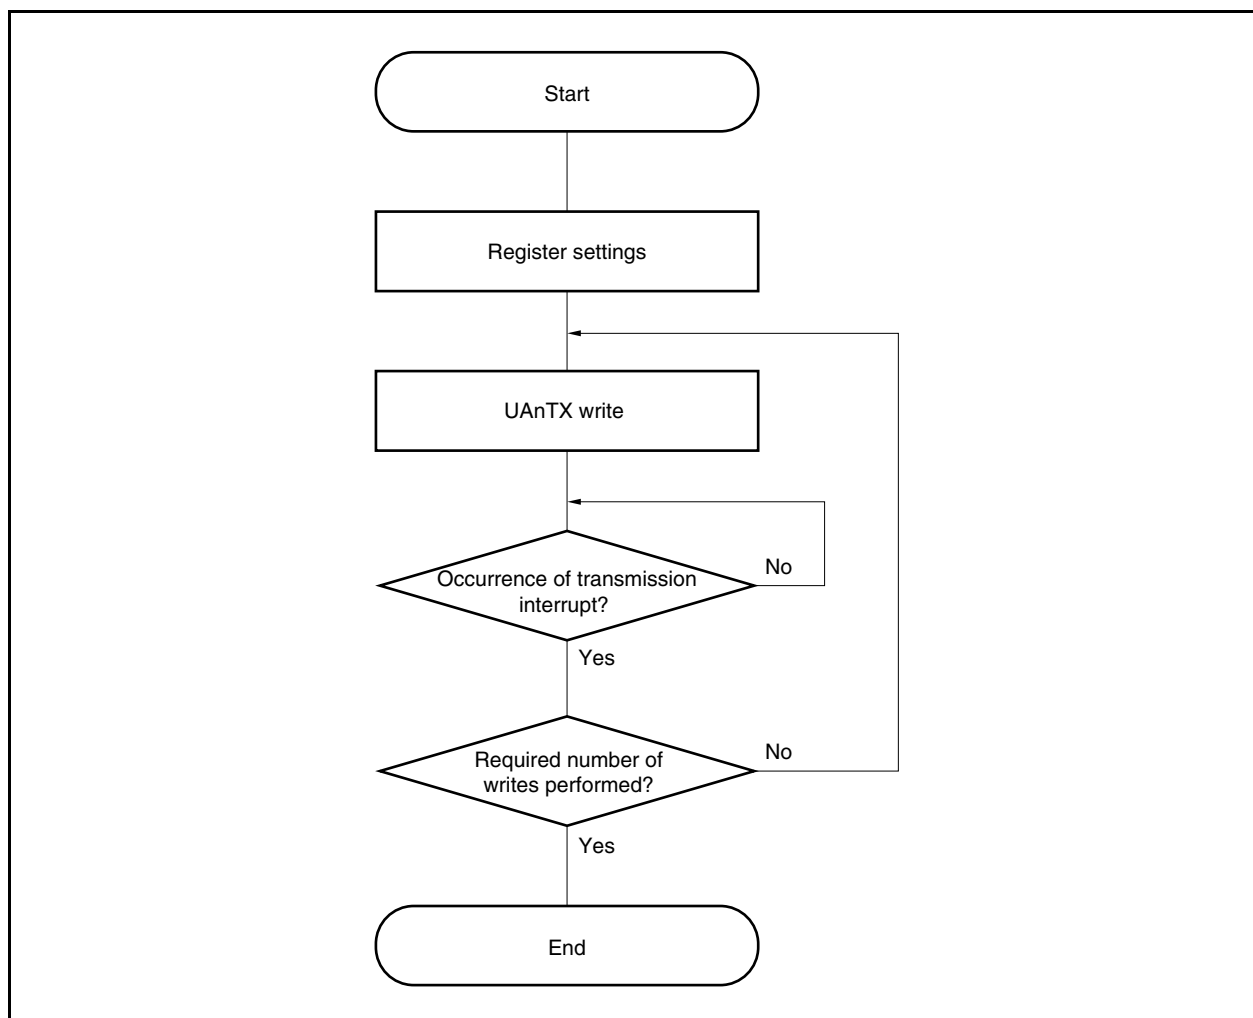 Start
Register settings
UAnTX write
Occurrence of transmission
interrupt?
No
Yes
Required number of
writes performed?
No
Yes
End